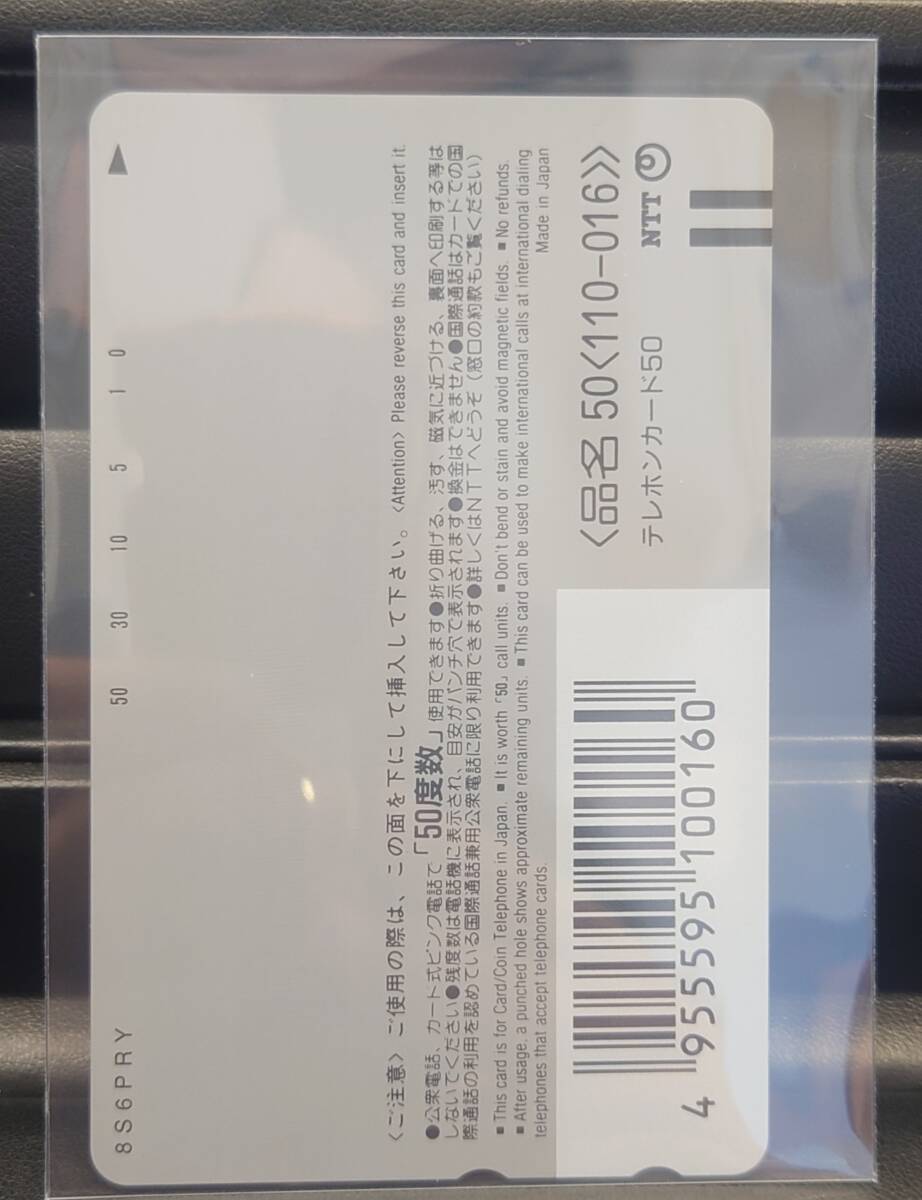 8S6PRY
50 30 10 5 1 0 ▲
〈ご注意〉ご使用の際は、この面を下にして挿入して下さい。〈Attention〉Please reverse this card and insert it.
●公衆電話、カード式ピンク電話で「50度数」使用できます●折り曲げる、汚す、磁気に近づける、裏面へ印刷する等は
しないでください●残度数は電話機に表示され、目安がパンチ穴で表示されます●換金はできません●国際通話はカードでの国
際通話の利用を認めている国際通話兼用公衆電話に限り利用できます●詳しくはNTTへどうぞ（窓口の約款もご覧ください）
■This card is for Card/Coin Telephone in Japan. ■It is worth「50」call units. ■Don't bend or stain and avoid magnetic fields. ■No refunds.
■After usage, a punched hole shows approximate remaining units. ■This card can be used to make international calls at international dialing
telephones that accept telephone cards. Made in Japan
〈品名 50〈110-016〉〉
テレホンカード50 NTT
4 955595 100160